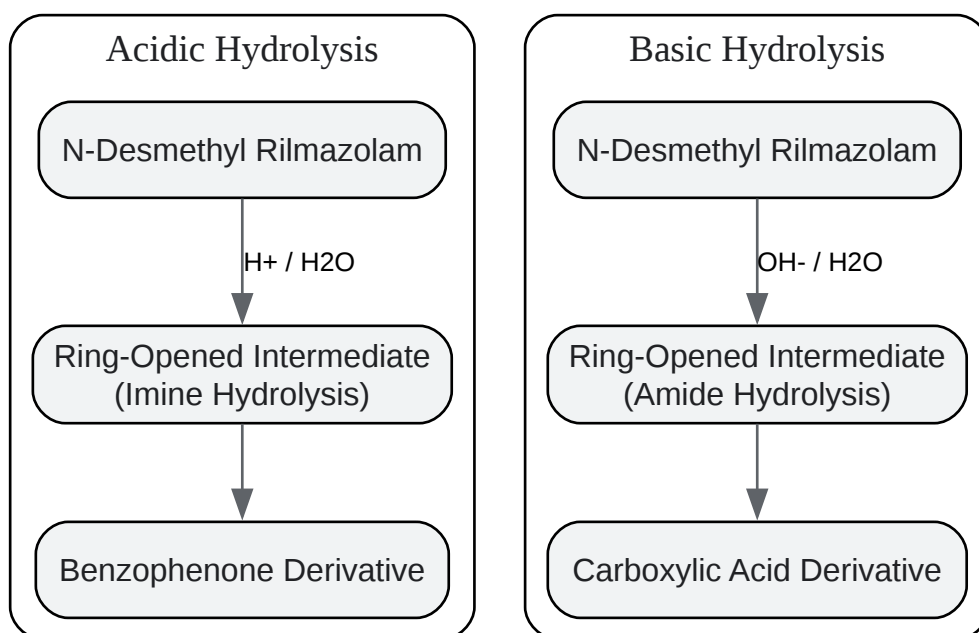 Acidic Hydrolysis
N-Desmethyl Rilmazolam
H+ / H2O
Ring-Opened Intermediate
(Imine Hydrolysis)
Benzophenone Derivative
Basic Hydrolysis
N-Desmethyl Rilmazolam
OH- / H2O
Ring-Opened Intermediate
(Amide Hydrolysis)
Carboxylic Acid Derivative